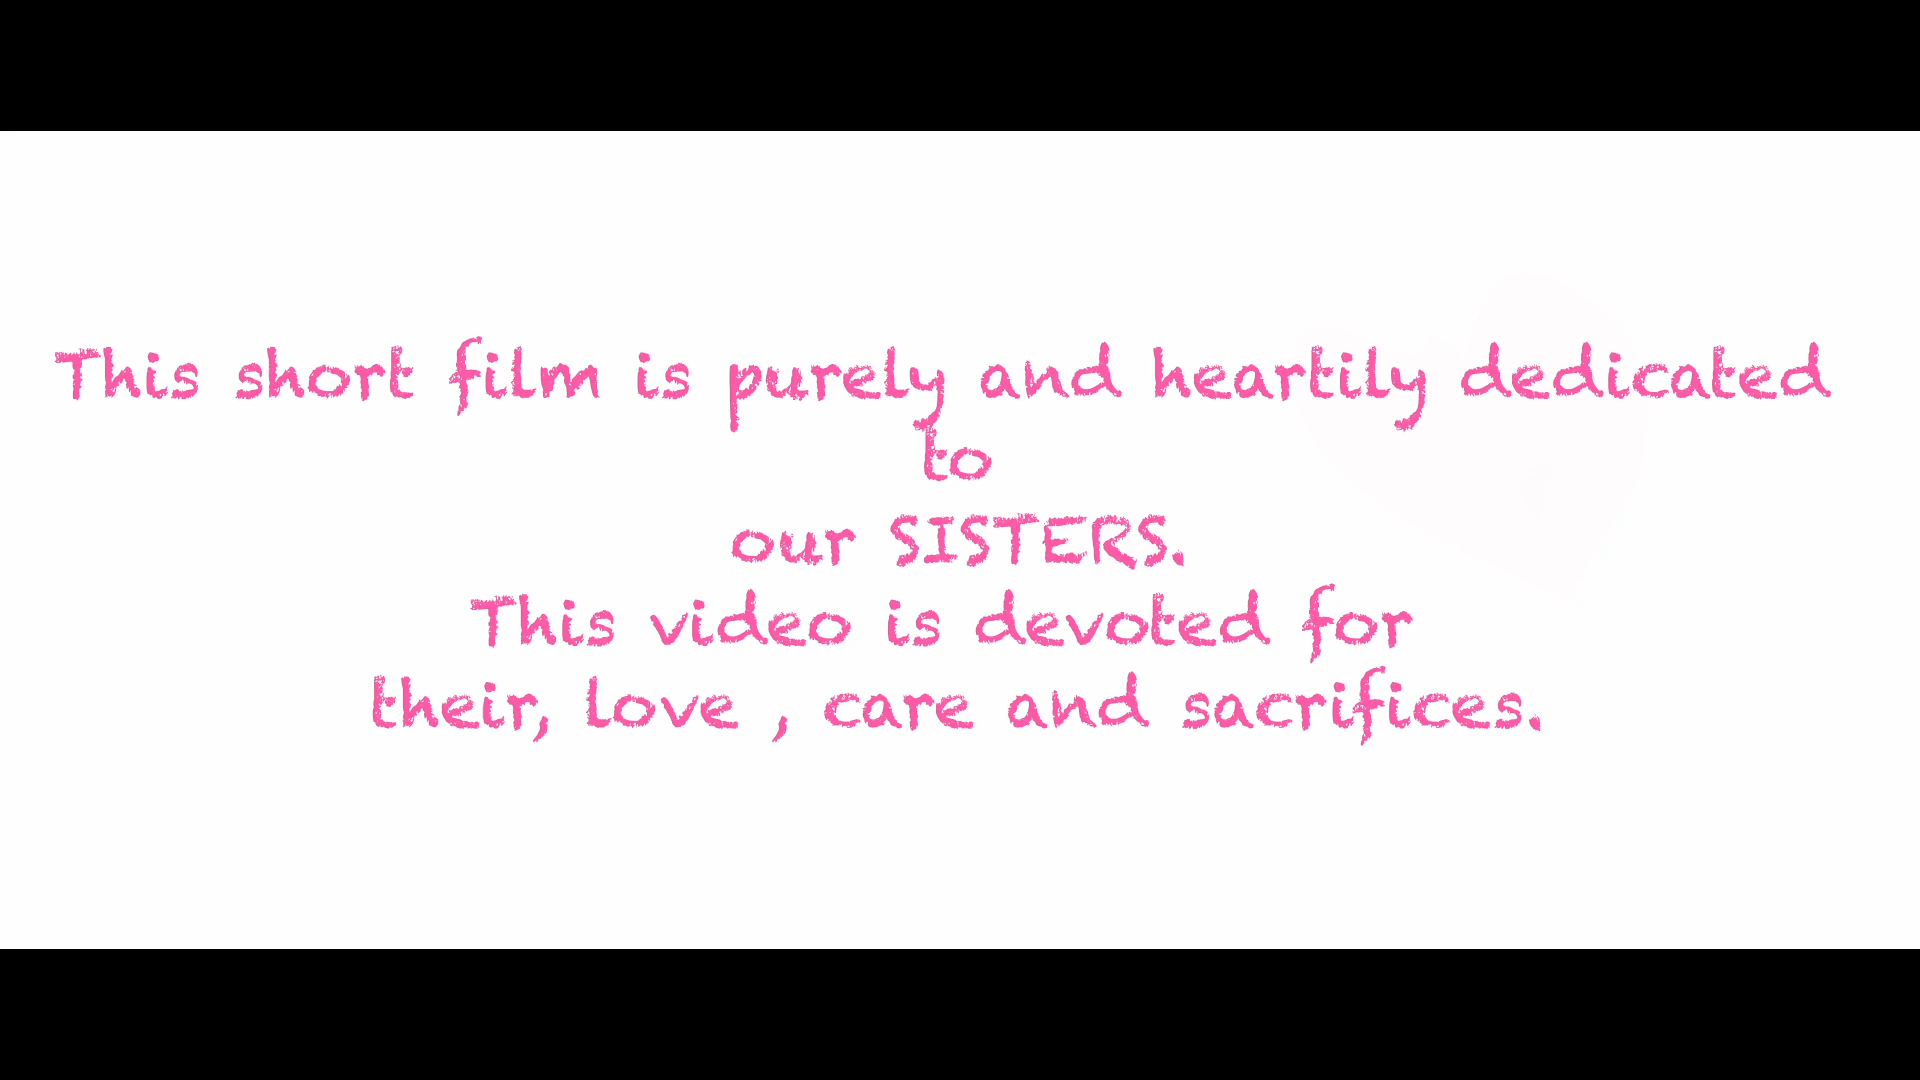 This short film is purely and heartily dedicated
to
our SISTERS.
This video is devoted for
their, love , care and sacrifices.